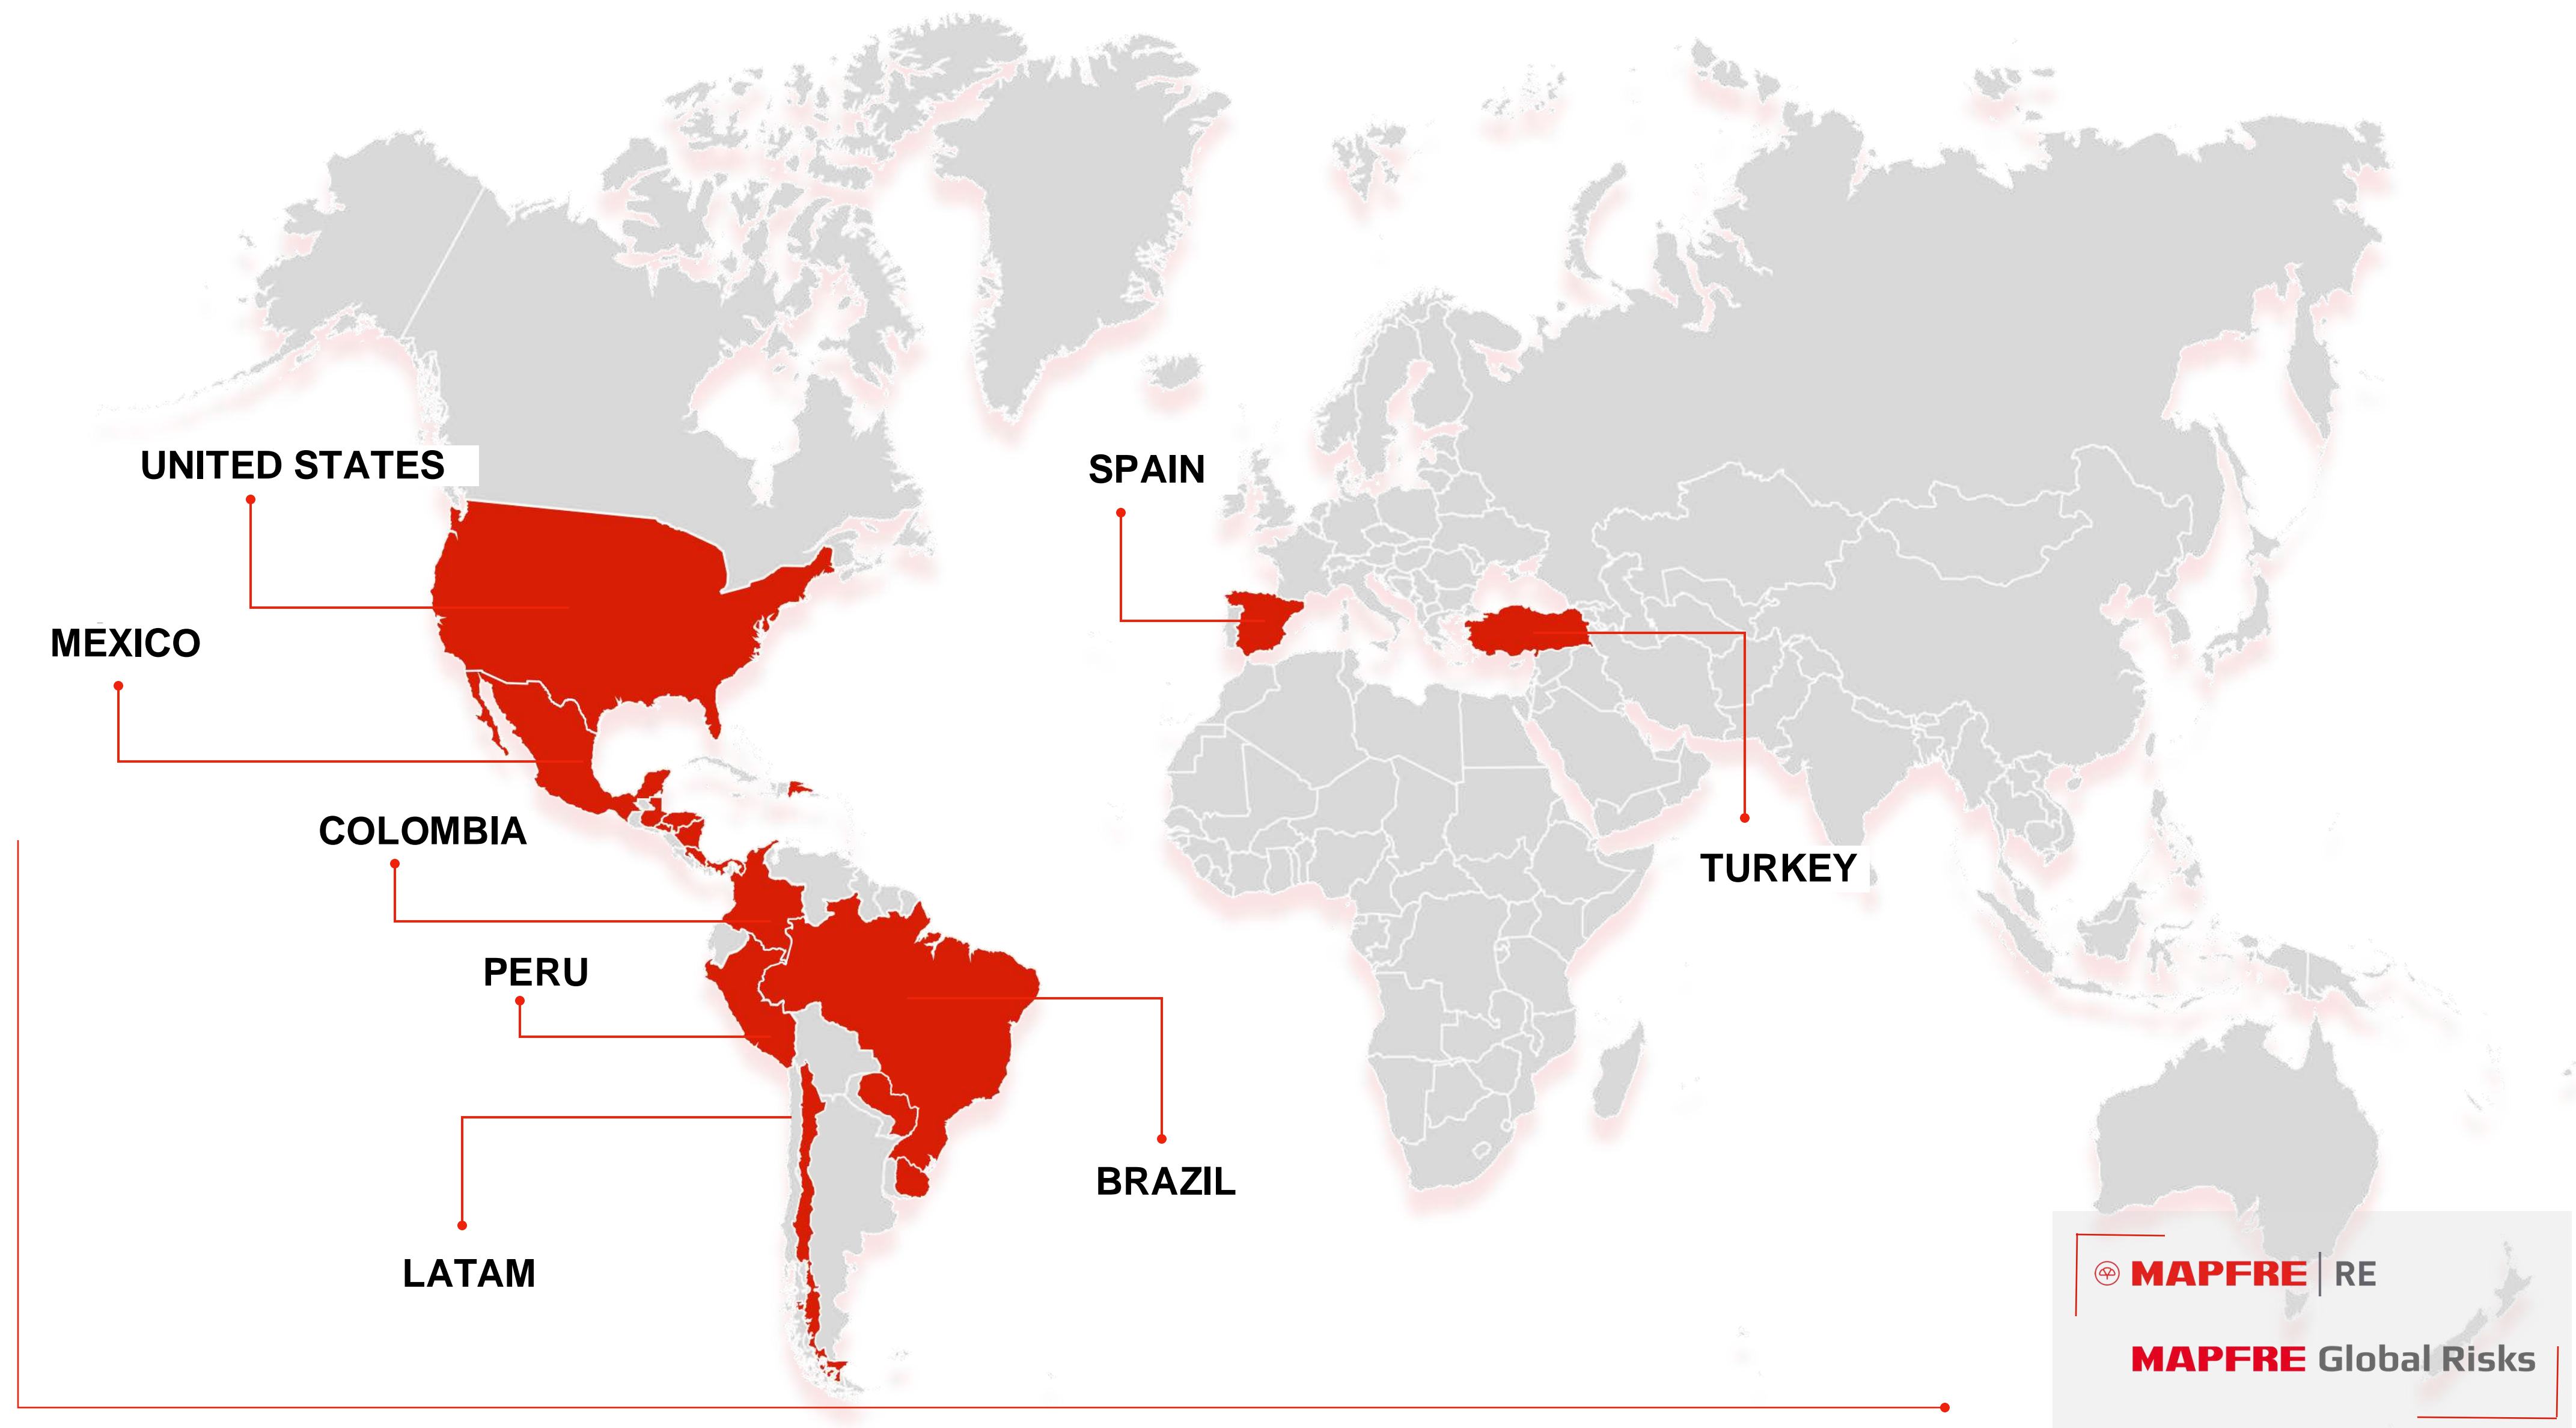 UNITED STATES
SPAIN
MEXICO
COLOMBIA
TURKEY
PERU
BRAZIL
LATAM
MAPFRE | RE
MAPFRE Global Risks